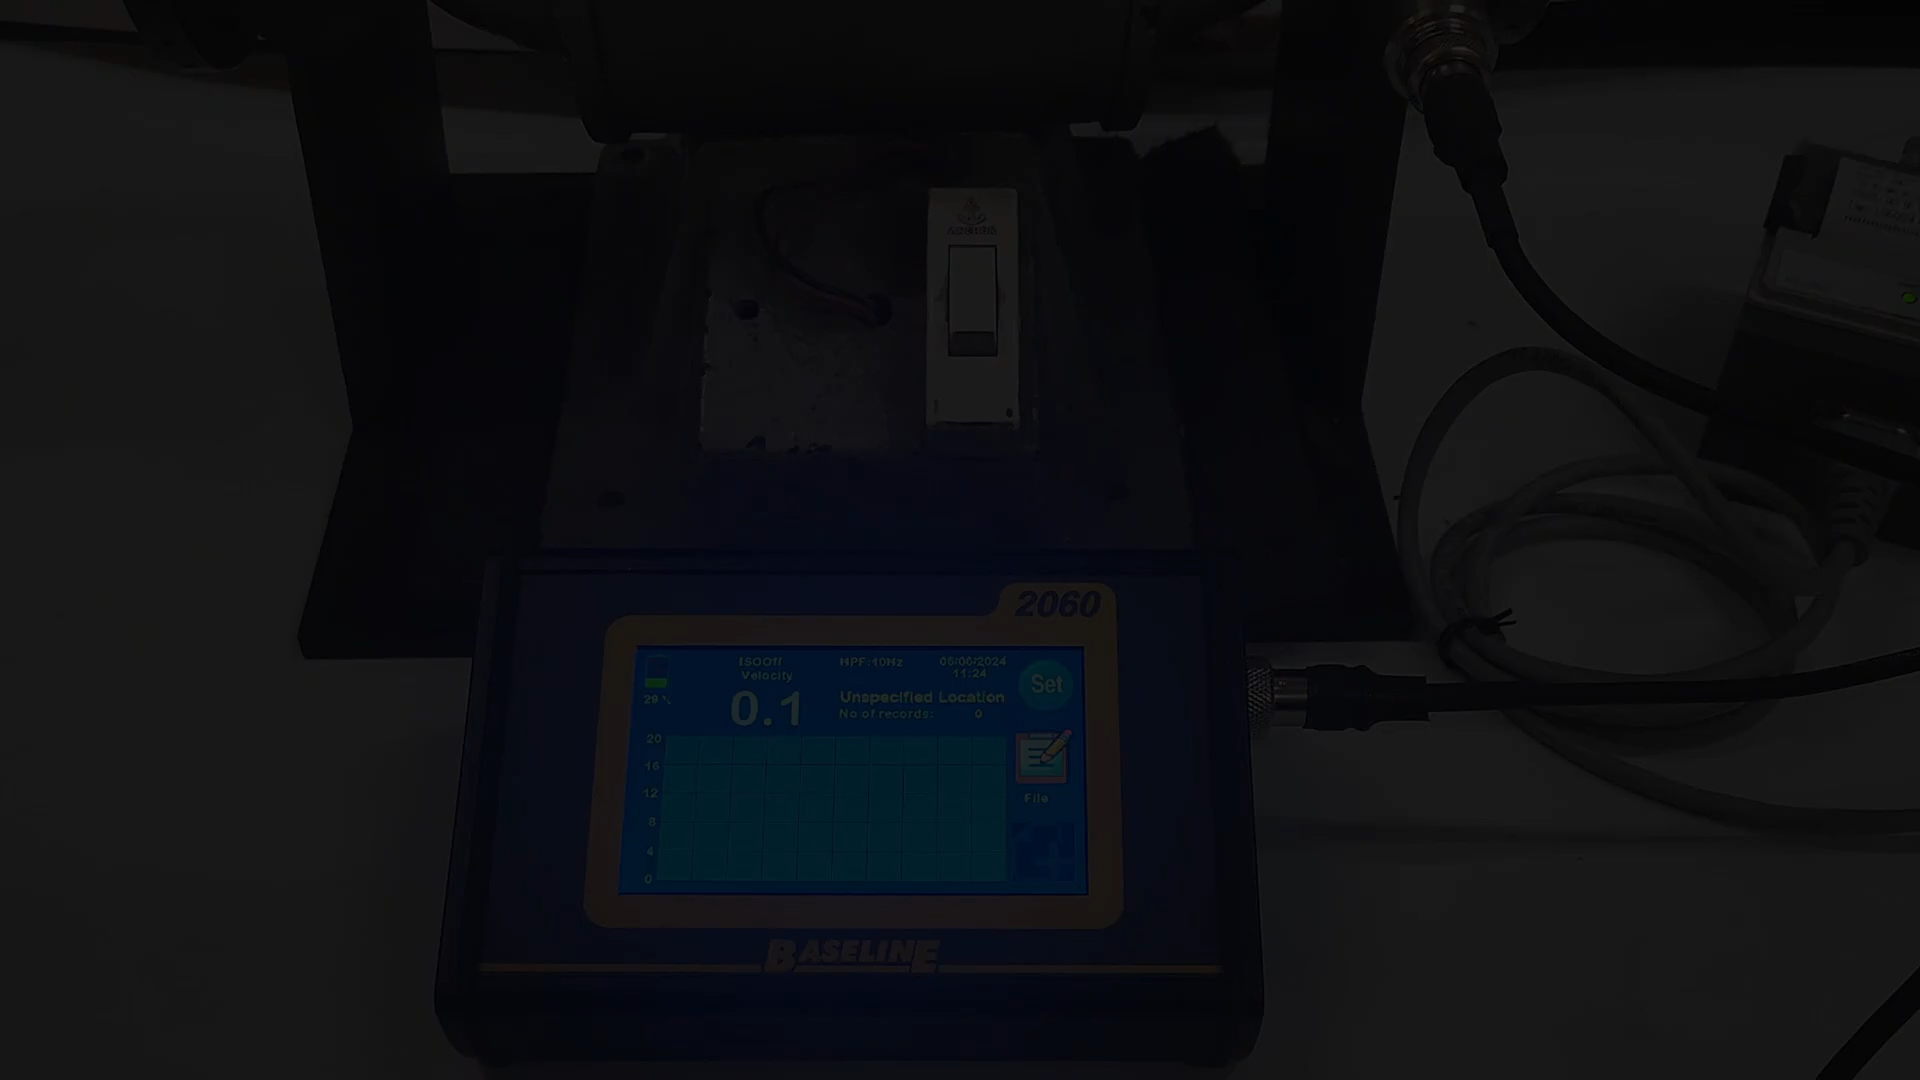 ANCHOR
2060
ISOOff
HPF:10Hz
06/06/2024
Velocity
11:24
Set
29 %
0.1
Unspecified Location
No of records: 0
20
16
12
8
4
0
File
BASELINE